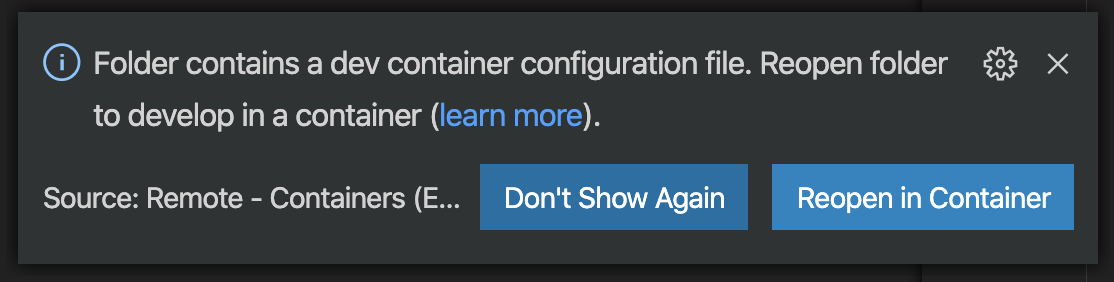 Folder contains a dev container configuration file. Reopen folder
to develop in a container (learn more).
Source: Remote - Containers (E...
Don't Show Again
Reopen in Container